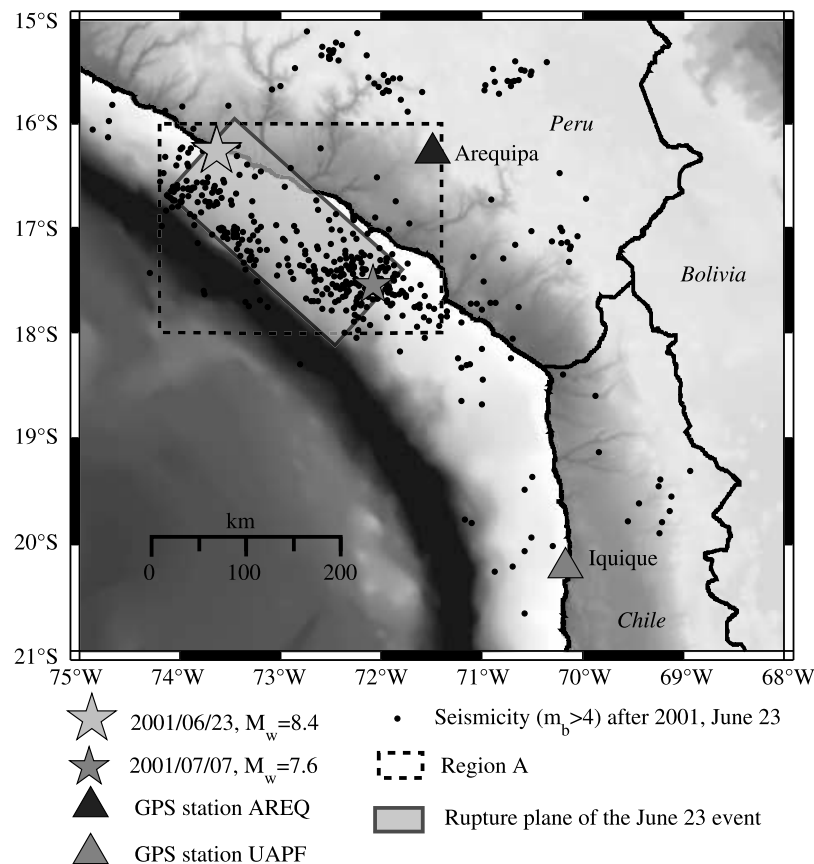 15°S
16°S
17°S
18°S
19°S
20°S
21°S
Peru
Arequipa
Bolivia
km
0 100 200
Iquique
Chile
75°W 74°W 73°W 72°W 71°W 70°W 69°W 68°W
2001/06/23, Mw=8.4
2001/07/07, Mw=7.6
GPS station AREQ
GPS station UAPF
Seismicity (mb>4) after 2001, June 23
Region A
Rupture plane of the June 23 event